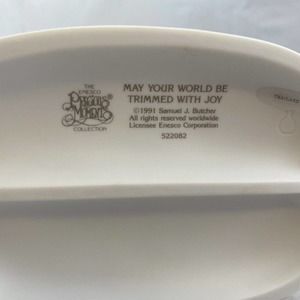 THE
ENESCO
PRECIOUS
MOMENTS®
COLLECTION
MAY YOUR WORLD BE
TRIMMED WITH JOY
©1991 Samuel J. Butcher
All rights reserved worldwide
Licensee Enesco Corporation
522082